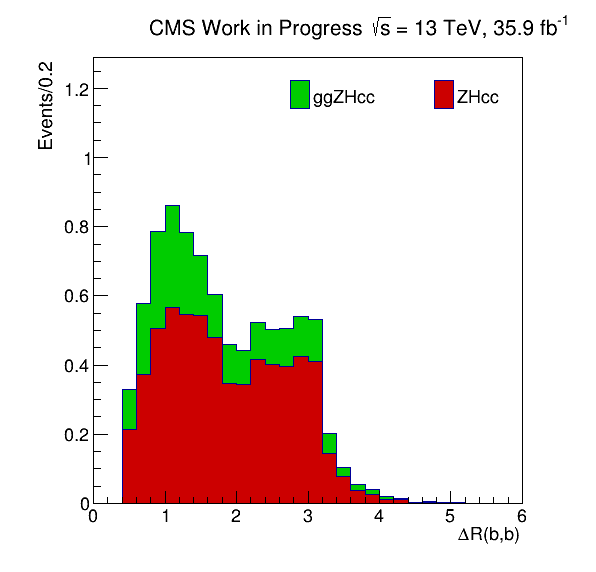 CMS Work in Progress √s = 13 TeV, 35.9 fb⁻¹
Events/0.2
ggZHcc ZHcc
1.2
1
0.8
0.6
0.4
0.2
0
0 1 2 3 4 5 6
ΔR(b,b)